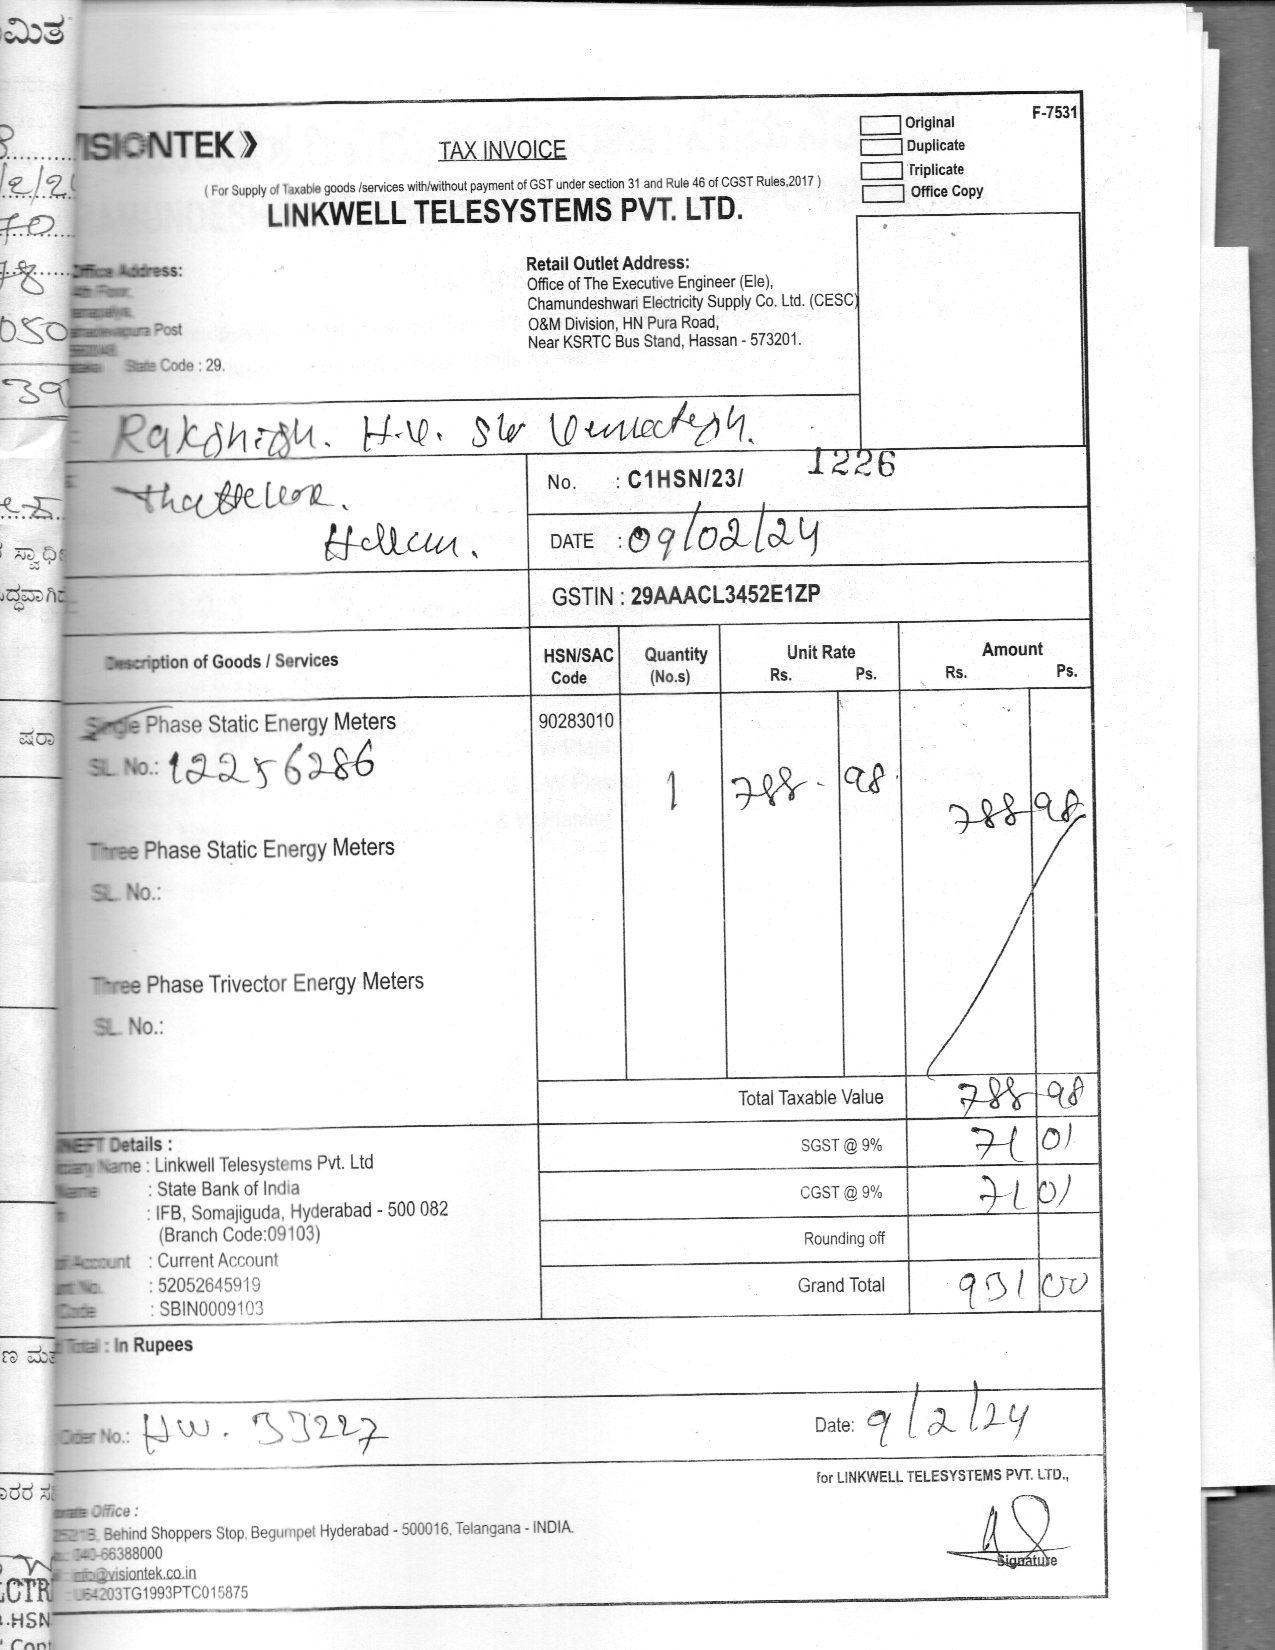 ಮಿತ
VISIONTEK
TAX INVOICE
F-7531
Original
Duplicate
Triplicate
Office Copy
( For Supply of Taxable goods /services with/without payment of GST under section 31 and Rule 46 of CGST Rules,2017 )
LINKWELL TELESYSTEMS PVT. LTD.
Office Address:
Post
State Code : 29.
Retail Outlet Address:
Office of The Executive Engineer (Ele),
Chamundeshwari Electricity Supply Co. Ltd. (CESC)
O&M Division, HN Pura Road,
Near KSRTC Bus Stand, Hassan - 573201.
H.V. S/o
No. : C1HSN/23/ 1226
DATE : 09/02/24
GSTIN : 29AAACL3452E1ZP
Description of Goods / Services HSN/SAC Code Quantity (No.s) Unit Rate Rs. Ps. Amount Rs. Ps.
Single Phase Static Energy Meters 90283010
SL. No.: 12256286 1 788 - 98 788 98
Three Phase Static Energy Meters
SL. No.:
Three Phase Trivector Energy Meters
SL. No.:
Total Taxable Value 788 98
SGST @ 9% 71 01
CGST @ 9% 71 01
Rounding off
Grand Total 931 00
NEFT Details :
Name : Linkwell Telesystems Pvt. Ltd
Name : State Bank of India
: IFB, Somajiguda, Hyderabad - 500 082
(Branch Code:09103)
Account : Current Account
No. : 52052645919
Code : SBIN0009103
Total : In Rupees
Order No.: HW. 33227 Date: 9/2/24
for LINKWELL TELESYSTEMS PVT. LTD.,
Signature
Office :
Behind Shoppers Stop, Begumpet Hyderabad - 500016, Telangana - INDIA.
040-66388000
info@visiontek.co.in
U64203TG1993PTC015875